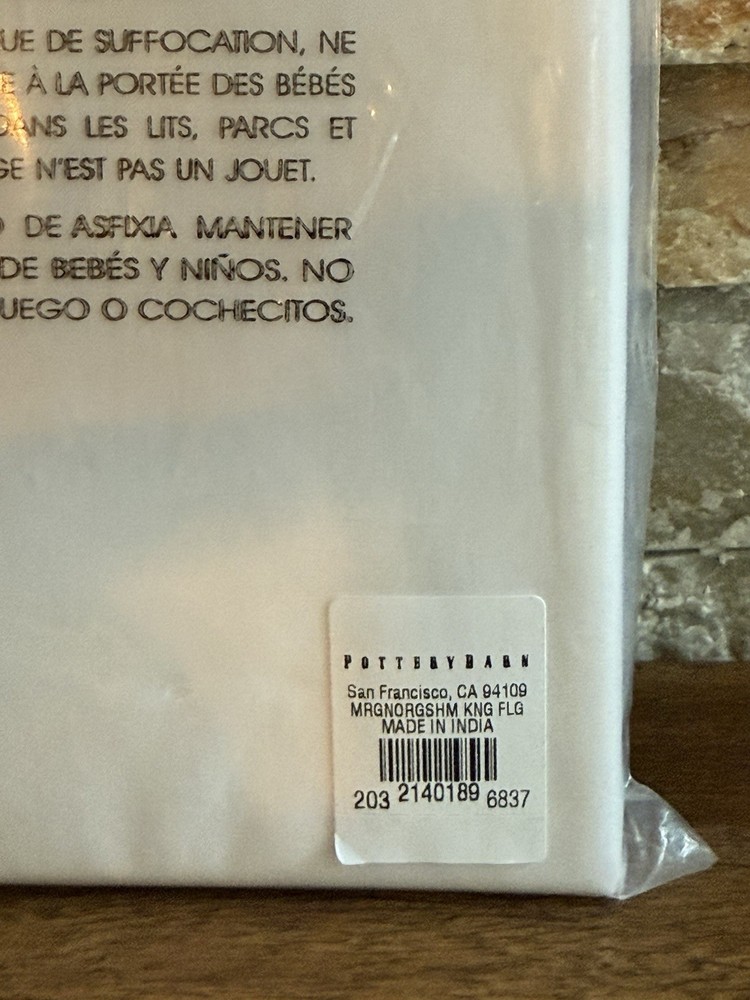 UE DE SUFFOCATION, NE
À LA PORTÉE DES BÉBÉS
DANS LES LITS, PARCS ET
GE N'EST PAS UN JOUET.
DE ASFIXIA MANTENER
DE BEBÉS Y NIÑOS. NO
UEGO O COCHECITOS.
POTTERY BARN
San Francisco, CA 94109
MRGNORGSHM KNG FLG
MADE IN INDIA
203 2140189 6837